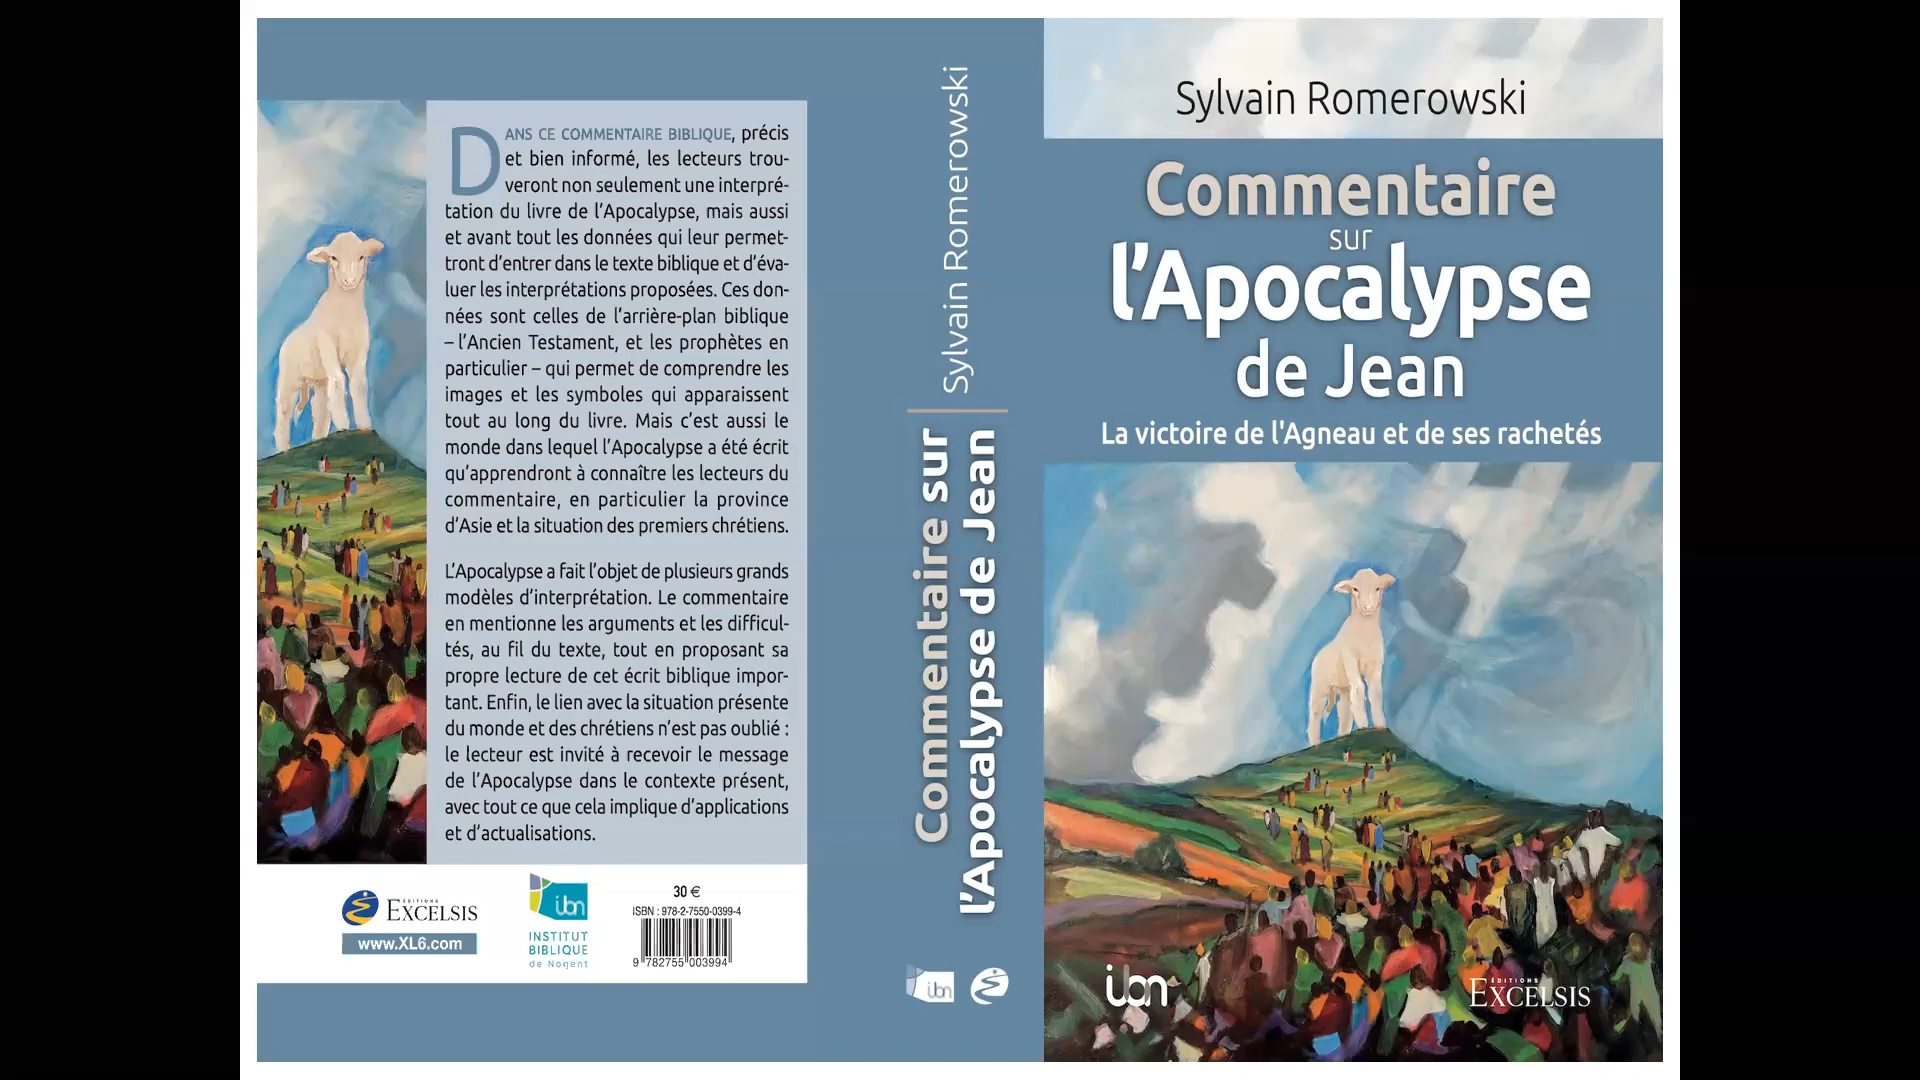 DANS CE COMMENTAIRE BIBLIQUE, précis
et bien informé, les lecteurs trou-
veront non seulement une interpré-
tation du livre de l'Apocalypse, mais aussi
et avant tout les données qui leur permet-
tront d'entrer dans le texte biblique et d'éva-
luer les interprétations proposées. Ces don-
nées sont celles de l'arrière-plan biblique
– l'Ancien Testament, et les prophètes en
particulier – qui permet de comprendre les
images et les symboles qui apparaissent
tout au long du livre. Mais c'est aussi le
monde dans lequel l'Apocalypse a été écrit
qu'apprendront à connaître les lecteurs du
commentaire, en particulier la province
d'Asie et la situation des premiers chrétiens.
L'Apocalypse a fait l'objet de plusieurs grands
modèles d'interprétation. Le commentaire
en mentionne les arguments et les difficul-
tés, au fil du texte, tout en proposant sa
propre lecture de cet écrit biblique impor-
tant. Enfin, le lien avec la situation présente
du monde et des chrétiens n'est pas oublié :
le lecteur est invité à recevoir le message
de l'Apocalypse dans le contexte présent,
avec tout ce que cela implique d'applications
et d'actualisations.
ÉDITIONS
EXCELSIS
www.XL6.com
ibn
INSTITUT
BIBLIQUE
de Nogent
30 €
ISBN : 978-2-7550-0399-4
9 782755 003994
Sylvain Romerowski
Commentaire sur
l'Apocalypse de Jean
ibn
Sylvain Romerowski
Commentaire
sur
l'Apocalypse
de Jean
La victoire de l'Agneau et de ses rachetés
ibn
ÉDITIONS
EXCELSIS